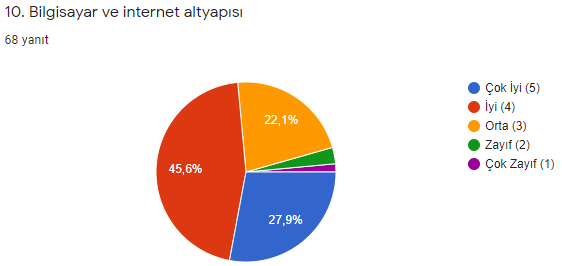 10. Bilgisayar ve internet altyapısı
68 yanıt
Çok İyi (5)
İyi (4)
Orta (3)
Zayıf (2)
Çok Zayıf (1)
22,1%
45,6%
27,9%